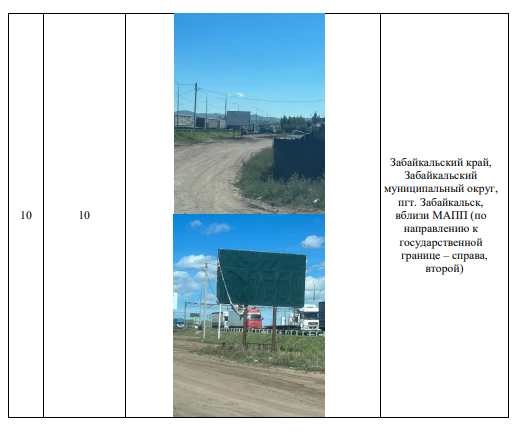 10
10
Забайкальский край,
Забайкальский
муниципальный округ,
пгт. Забайкальск,
вблизи МАПП (по
направлению к
государственной
границе – справа,
второй)